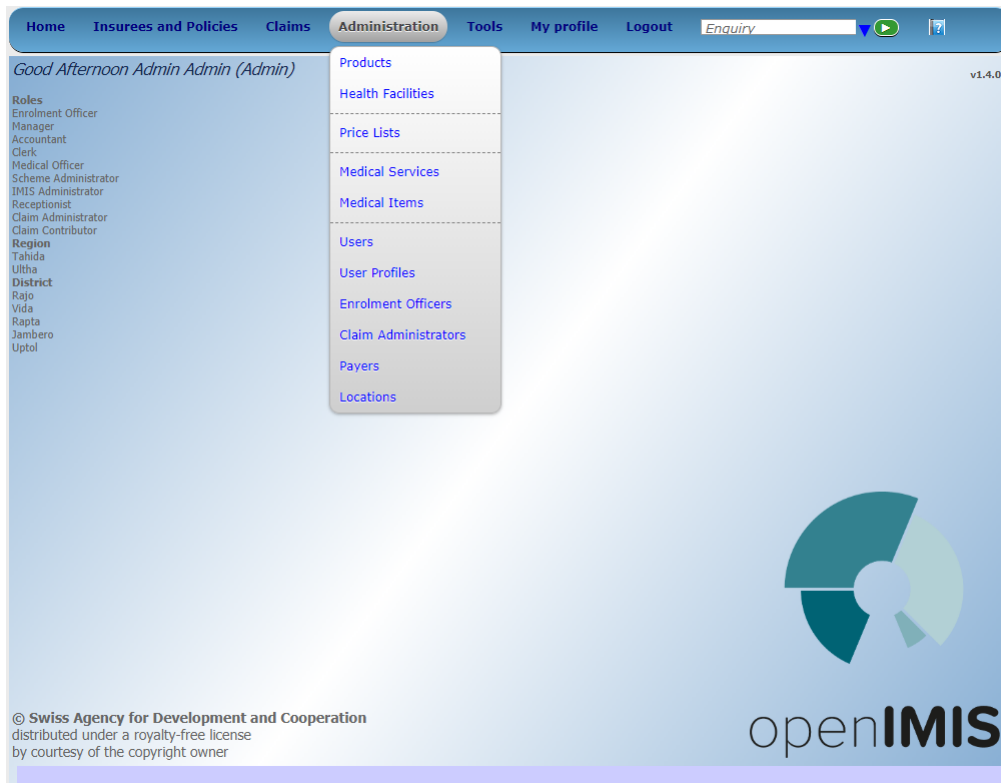 Home Insurees and Policies Claims Administration Tools My profile Logout Enquiry ?
Good Afternoon Admin Admin (Admin)
v1.4.0
Roles
Enrolment Officer
Manager
Accountant
Clerk
Medical Officer
Scheme Administrator
IMIS Administrator
Receptionist
Claim Administrator
Claim Contributor
Region
Tahida
Ultha
District
Rajo
Vida
Rapta
Jambero
Uptol
Products
Health Facilities
Price Lists
Medical Services
Medical Items
Users
User Profiles
Enrolment Officers
Claim Administrators
Payers
Locations
© Swiss Agency for Development and Cooperation
distributed under a royalty-free license
by courtesy of the copyright owner
openIMIS